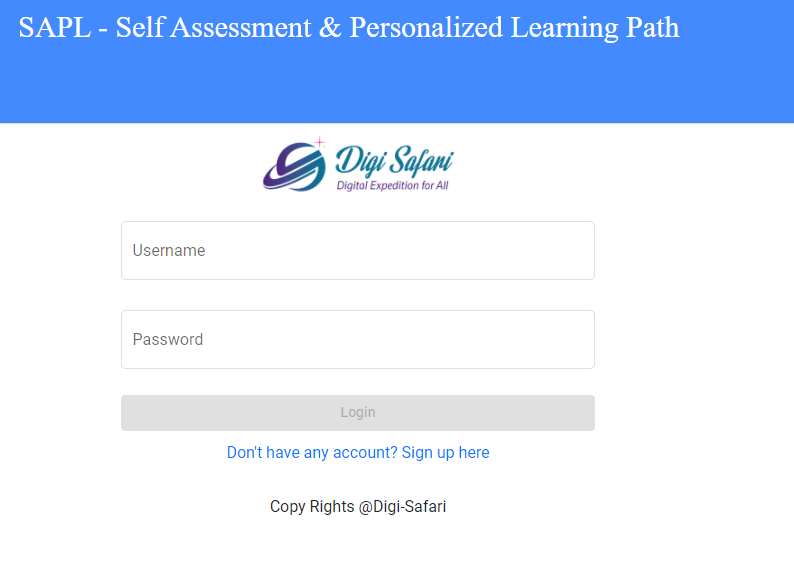 SAPL - Self Assessment & Personalized Learning Path
Digi Safari
Digital Expedition for All
Username
Password
Login
Don't have any account? Sign up here
Copy Rights @Digi-Safari